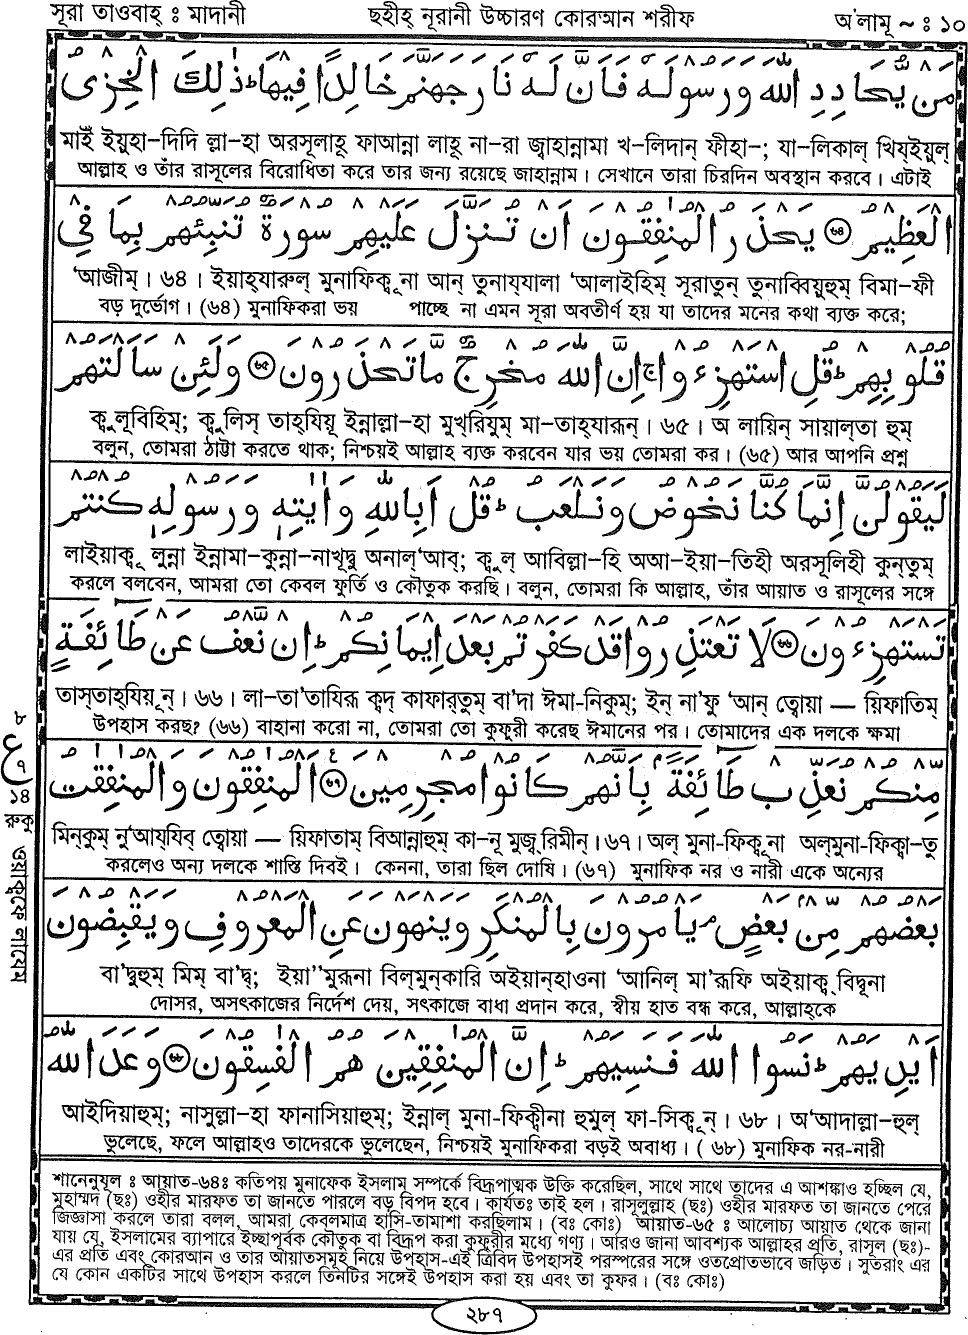 সূরা তাওবাহ্ ঃ মাদানী
ছহীহ্ নূরানী উচ্চারণ কোরআন শরীফ
অ'লামূ ~ ঃ ১০
مَنْ يُّحَادِدِ اللّٰهَ وَرَسُوْلَهٗ فَاَنَّ لَهٗ نَارَ جَهَنَّمَ خَالِدًا فِيْهَا ؕ ذٰلِكَ الْخِزْىُ
মাইঁ ইয়ুহা-দিদি ল্লা-হা অরসূলাহূ ফাআন্না লাহূ না-রা জ্বাহান্নামা খ-লিদান্ ফীহা-; যা-লিকাল্ খিয্ইয়ুল্
আল্লাহ ও তাঁর রাসূলের বিরোধিতা করে তার জন্য রয়েছে জাহান্নাম। সেখানে তারা চিরদিন অবস্থান করবে। এটাই
الْعَظِيْمُ ﴿٦٣﴾ يَحْذَرُ الْمُنٰفِقُوْنَ اَنْ تُنَزَّلَ عَلَيْهِمْ سُوْرَةٌ تُنَبِّئُهُمْ بِمَا فِىْ
'আজীম্। ৬৪। ইয়াহ্যারুল্ মুনাফিক্বূনা আন্ তুনায্যালা 'আলাইহিম্ সূরাতুন্ তুনাব্বিয়ুহুম্ বিমা-ফী
বড় দুর্ভোগ। (৬৪) মুনাফিকরা ভয় পাচ্ছে না এমন সূরা অবতীর্ণ হয় যা তাদের মনের কথা ব্যক্ত করে;
قُلُوْبِهِمْ ؕ قُلِ اسْتَهْزِءُوْا ۚ اِنَّ اللّٰهَ مُخْرِجٌ مَّا تَحْذَرُوْنَ ﴿٦٤﴾ وَلَئِنْ سَاَلْتَهُمْ
ক্বুলূবিহিম্; ক্বুলিস্ তাহ্যিয়ূ ইন্নাল্লা-হা মুখ্রিযুম্ মা-তাহ্যারূন্। ৬৫। অ লায়িন্ সায়াল্তা হুম্
বলুন, তোমরা ঠাট্টা করতে থাক; নিশ্চয়ই আল্লাহ ব্যক্ত করবেন যার ভয় তোমরা কর। (৬৫) আর আপনি প্রশ্ন
لَيَقُوْلُنَّ اِنَّمَا كُنَّا نَخُوْضُ وَنَلْعَبُ ؕ قُلْ اَبِاللّٰهِ وَاٰيٰتِهٖ وَرَسُوْلِهٖ كُنْتُمْ
লাইয়াক্বূ লুন্না ইন্নামা-কুন্না-নাখূদ্বু অনাল্'আব্; ক্বুল্ আবিল্লা-হি অআ-ইয়া-তিহী অরসূলিহী কুন্তুম্
করলে বলবেন, আমরা তো কেবল ফুর্তি ও কৌতুক করছি। বলুন, তোমরা কি আল্লাহ, তাঁর আয়াত ও রাসূলের সঙ্গে
تَسْتَهْزِءُوْنَ ﴿٦٥﴾ لَا تَعْتَذِرُوْا قَدْ كَفَرْتُمْ بَعْدَ اِيْمَانِكُمْ ؕ اِنْ نَّعْفُ عَنْ طَآئِفَةٍ
তাস্তাহ্যিয়ূন্। ৬৬। লা-তা'তাযিরূ ক্বদ্ কাফার্তুম্ বা'দা ঈমা-নিকুম্; ইন্ না'ফু 'আন্ ত্বোয়া — য়িফাতিম্
উপহাস করছ? (৬৬) বাহানা করো না, তোমরা তো কুফুরী করেছ ঈমানের পর। তোমাদের এক দলকে ক্ষমা
مِّنْكُمْ نُعَذِّبْ طَآئِفَةًۢ بِاَنَّهُمْ كَانُوْا مُجْرِمِيْنَ ﴿٦٦﴾ اَلْمُنٰفِقُوْنَ وَالْمُنٰفِقٰتُ
মিন্কুম্ নু'আয্যিব্ ত্বোয়া — য়িফাতাম্ বিআন্নাহুম্ কা-নূ মুজ্ব্রিমীন্। ৬৭। অল্ মুনা-ফিক্বূনা অল্মুনা-ফিক্বা-তু
করলেও অন্য দলকে শাস্তি দিবই। কেননা, তারা ছিল দোষি। (৬৭) মুনাফিক নর ও নারী একে অন্যের
بَعْضُهُمْ مِّنْۢ بَعْضٍ ۘ يَاْمُرُوْنَ بِالْمُنْكَرِ وَيَنْهَوْنَ عَنِ الْمَعْرُوْفِ وَيَقْبِضُوْنَ
বা'দ্বুহুম্ মিম্ বা'দ্ব; ইয়া"মুরূনা বিল্মুন্কারি অইয়ান্হাওনা 'আনিল্ মা'রূফি অইয়াক্ব্বিদ্বূনা
দোসর, অসৎকাজের নির্দেশ দেয়, সৎকাজে বাধা প্রদান করে, স্বীয় হাত বন্ধ করে, আল্লাহকে
اَيْدِيَهُمْ ؕ نَسُوا اللّٰهَ فَنَسِيَهُمْ ؕ اِنَّ الْمُنٰفِقِيْنَ هُمُ الْفٰسِقُوْنَ ﴿٦٧﴾ وَعَدَ اللّٰهُ
আইদিয়াহুম্; নাসুল্লা-হা ফানাসিয়াহুম্; ইন্নাল্ মুনা-ফিক্বীনা হুমুল্ ফা-সিক্বূন্। ৬৮। অ'আদাল্লা-হুল্
ভুলেছে, ফলে আল্লাহও তাদেরকে ভুলেছেন, নিশ্চয়ই মুনাফিকরা বড়ই অবাধ্য। (৬৮) মুনাফিক নর-নারী
৮
ع
৭
১৪
রুকু
ওয়াকুফে লাযেম
শানেনুযূল ঃ আয়াত-৬৪ঃ কতিপয় মুনাফেক ইসলাম সম্পর্কে বিদ্রূপাত্মক উক্তি করেছিল, সাথে সাথে তাদের এ আশঙ্কাও হচ্ছিল যে,
মুহাম্মদ (ছঃ) ওহীর মারফত তা জানতে পারলে বড় বিপদ হবে। কার্যতঃ তাই হল। রাসূলুল্লাহ (ছঃ) ওহীর মারফত তা জানতে পেরে
জিজ্ঞাসা করলে তারা বলল, আমরা কেবলমাত্র হাসি-তামাশা করছিলাম। (বঃ কোঃ) আয়াত-৬৫ ঃ আলোচ্য আয়াত থেকে জানা
যায় যে, ইসলামের ব্যাপারে ইচ্ছাপূর্বক কৌতুক বা বিদ্রূপ করা কুফুরীর মধ্যে গণ্য। আরও জানা আবশ্যক আল্লাহর প্রতি, রাসূল (ছঃ)-
এর প্রতি এবং কোরআন ও তার আয়াতসমূহ নিয়ে উপহাস-এই ত্রিবিদ উপহাসই পরস্পরের সঙ্গে ওতপ্রোতভাবে জড়িত। সুতরাং এর
যে কোন একটির সাথে উপহাস করলে তিনটির সঙ্গেই উপহাস করা হয় এবং তা কুফর। (বঃ কোঃ)
২৮৭